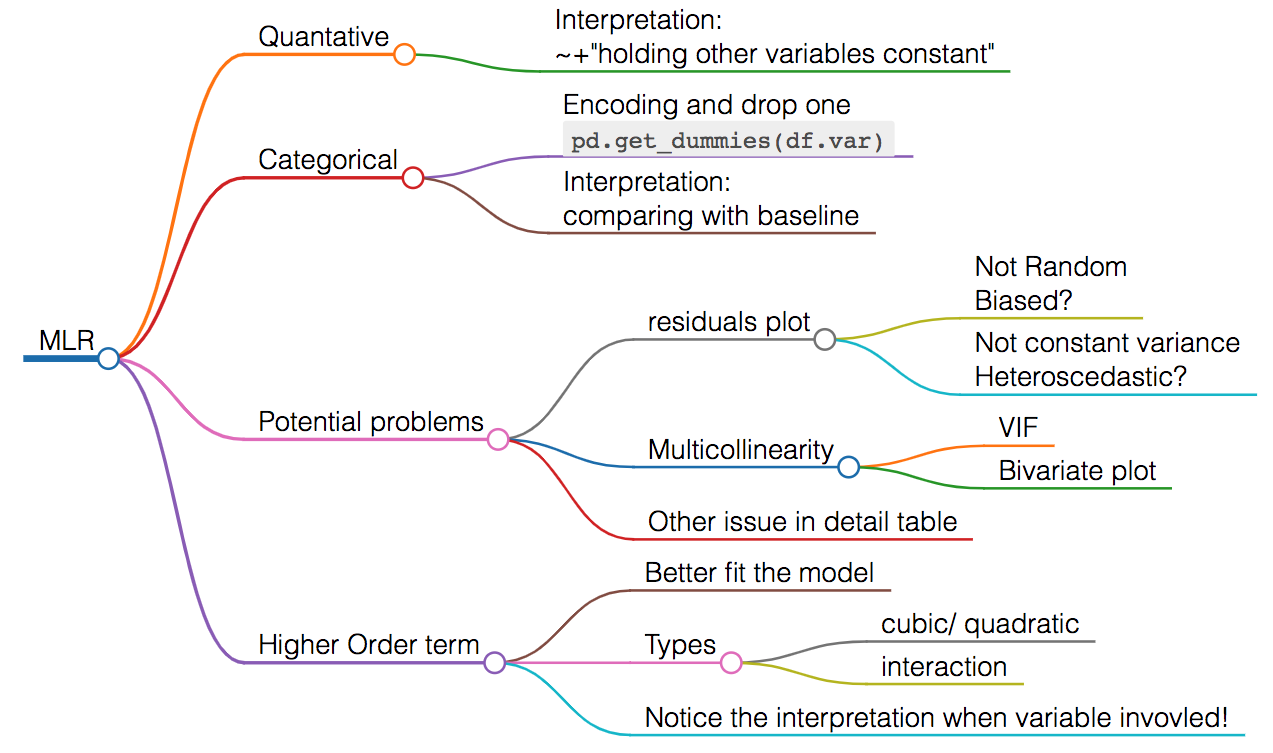 MLR
Quantative
Interpretation:
~+"holding other variables constant"
Categorical
Encoding and drop one
pd.get_dummies(df.var)
Interpretation:
comparing with baseline
Potential problems
residuals plot
Not Random
Biased?
Not constant variance
Heteroscedastic?
Multicollinearity
VIF
Bivariate plot
Other issue in detail table
Higher Order term
Better fit the model
Types
cubic/ quadratic
interaction
Notice the interpretation when variable invovled!